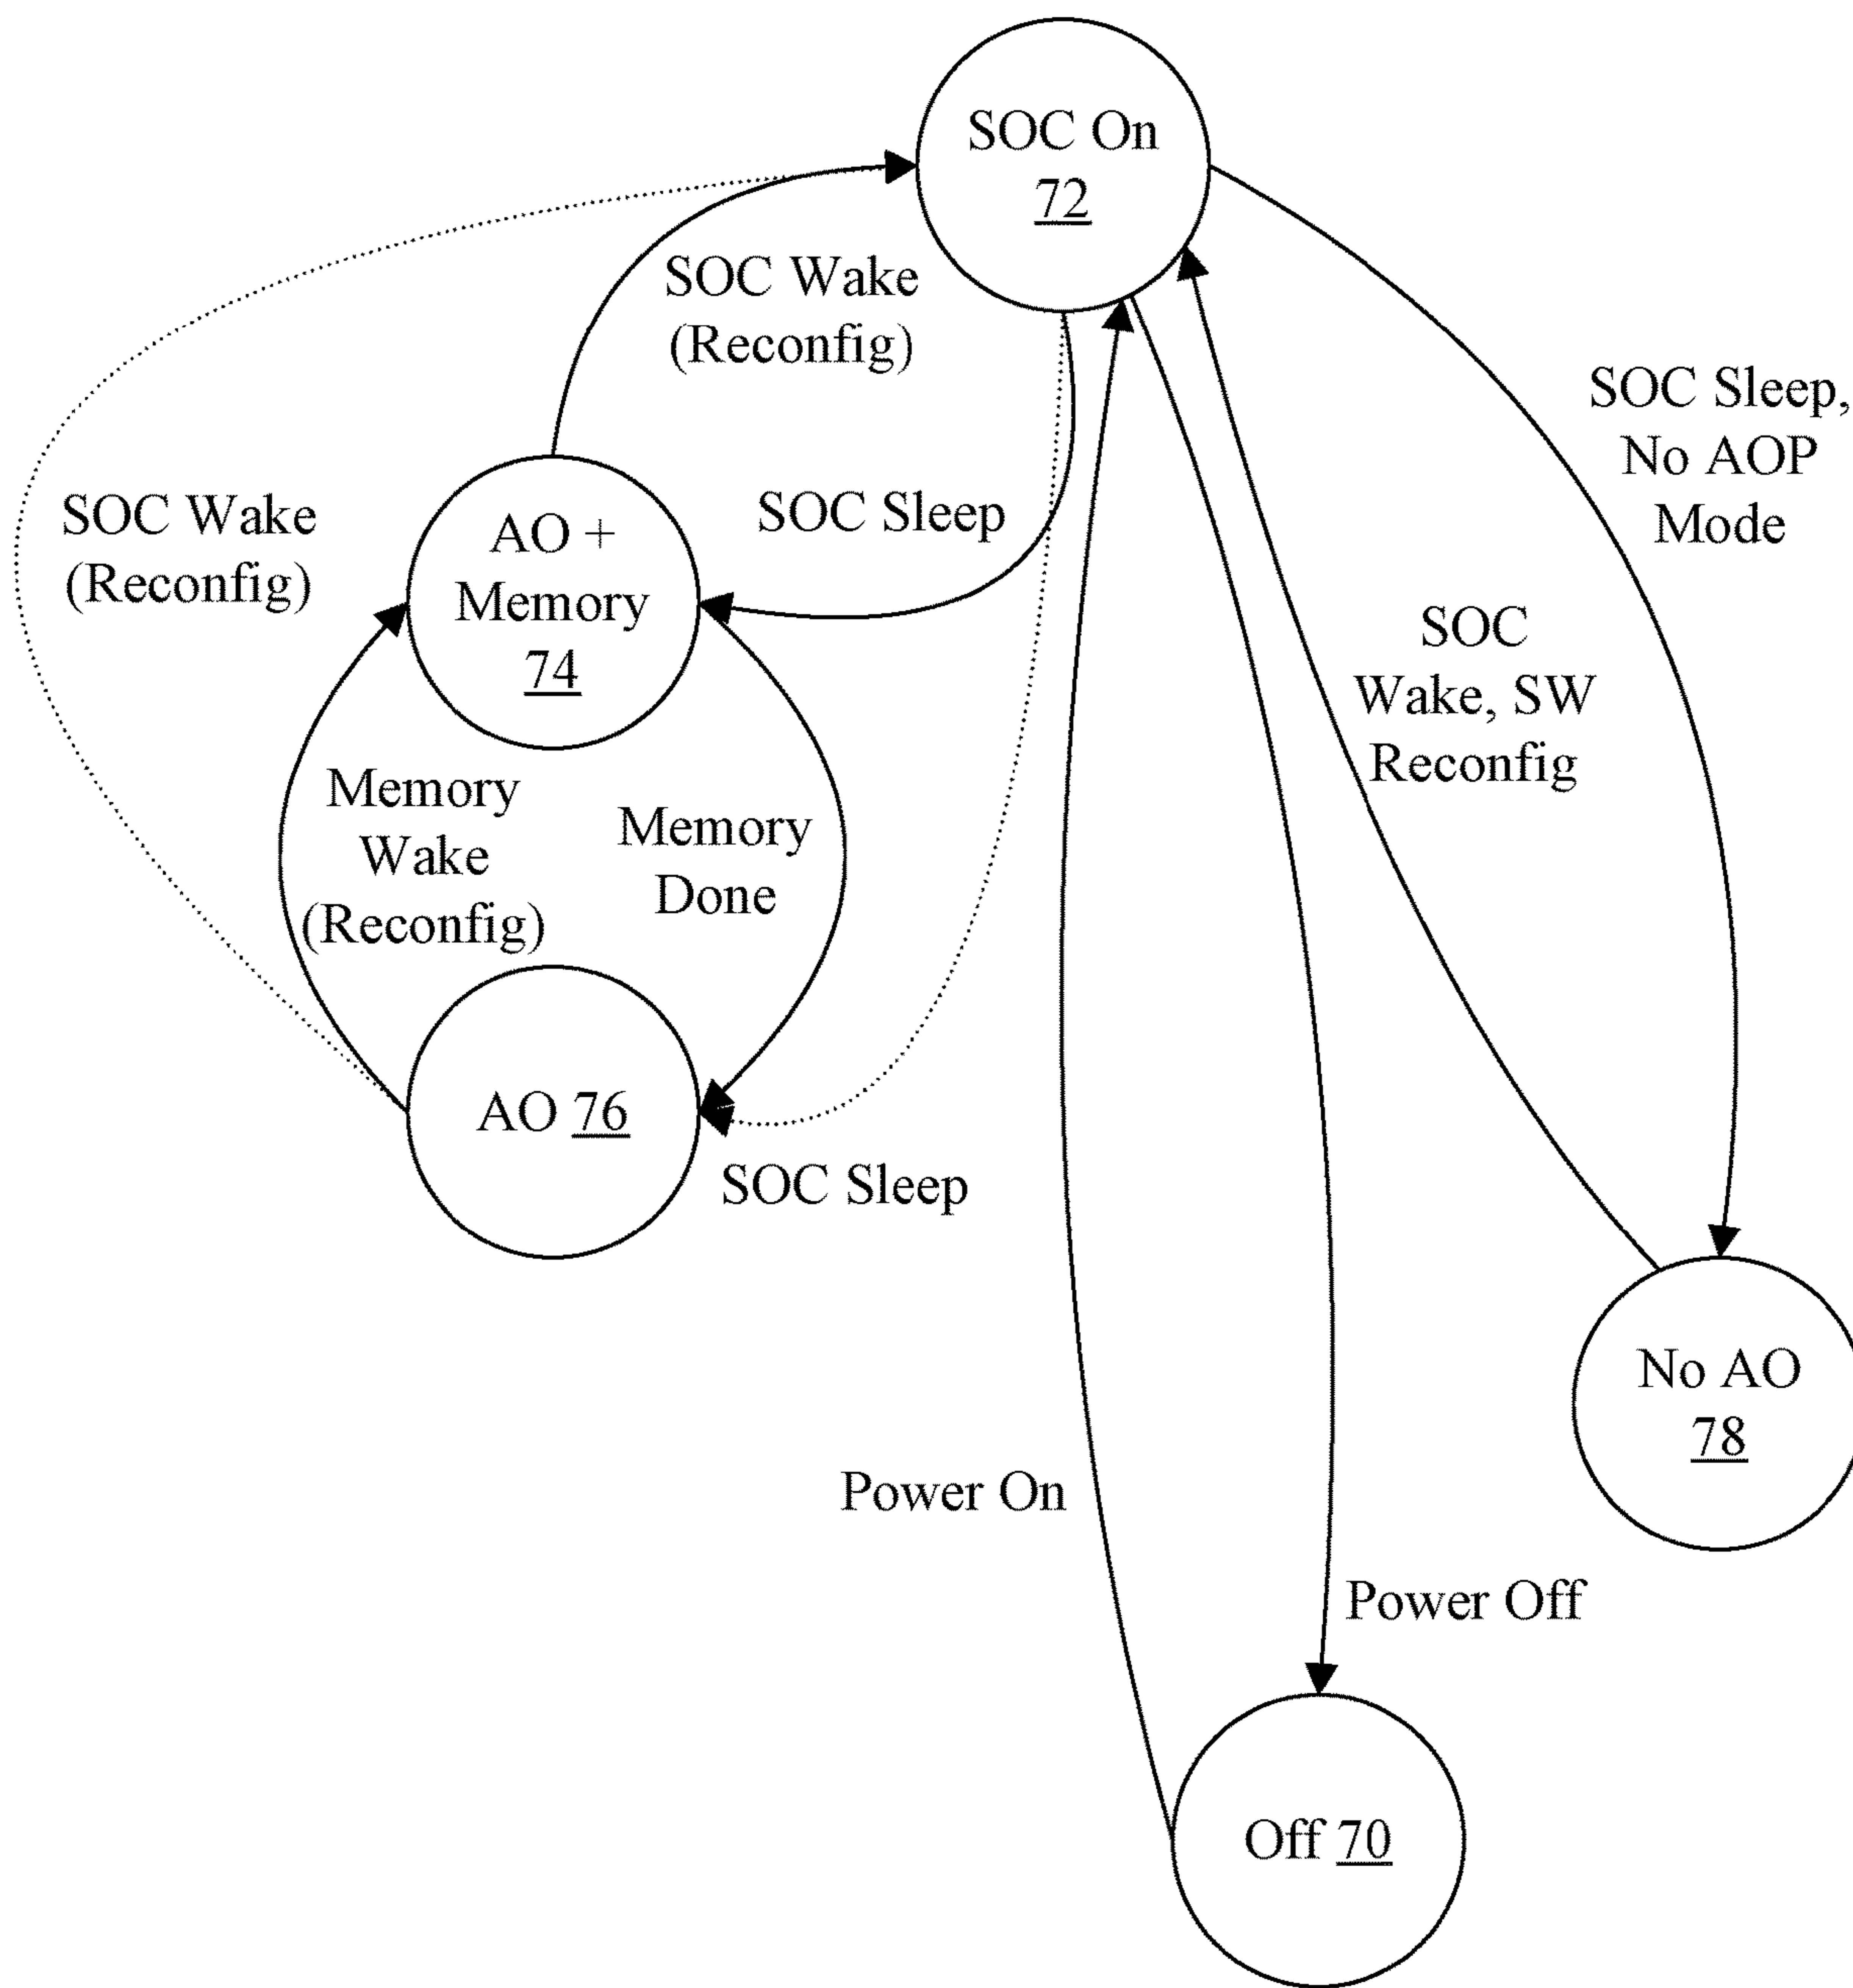 SOC On
72
SOC Wake
(Reconfig)
SOC Sleep,
No AOP
Mode
SOC Wake
(Reconfig)
AO +
Memory
74
SOC Sleep
SOC
Wake, SW
Reconfig
Memory
Wake
(Reconfig)
Memory
Done
AO 76
SOC Sleep
No AO
78
Power On
Power Off
Off 70